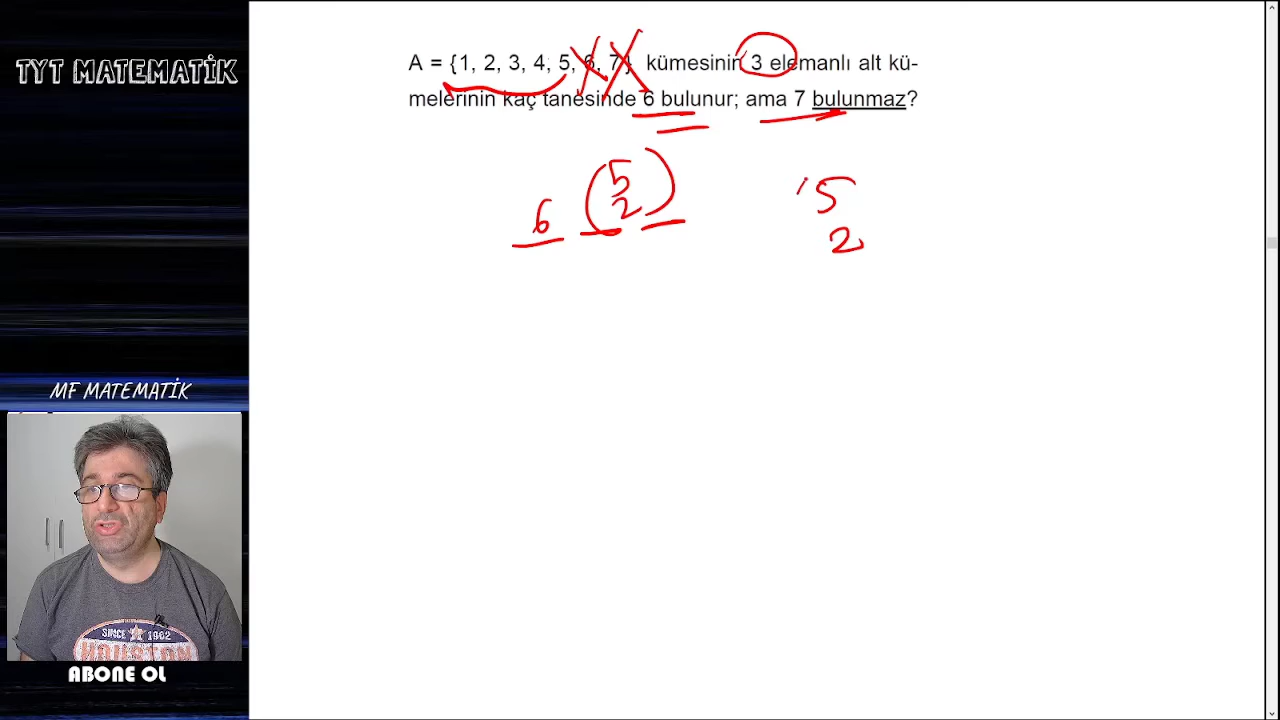 TYT MATEMATİK
A = {1, 2, 3, 4, 5, 6, 7} kümesinin 3 elemanlı alt kü-
melerinin kaç tanesinde 6 bulunur; ama 7 bulunmaz?
6 (5 2)
5
2
MF MATEMATİK
SINCE 1962
ABONE OL